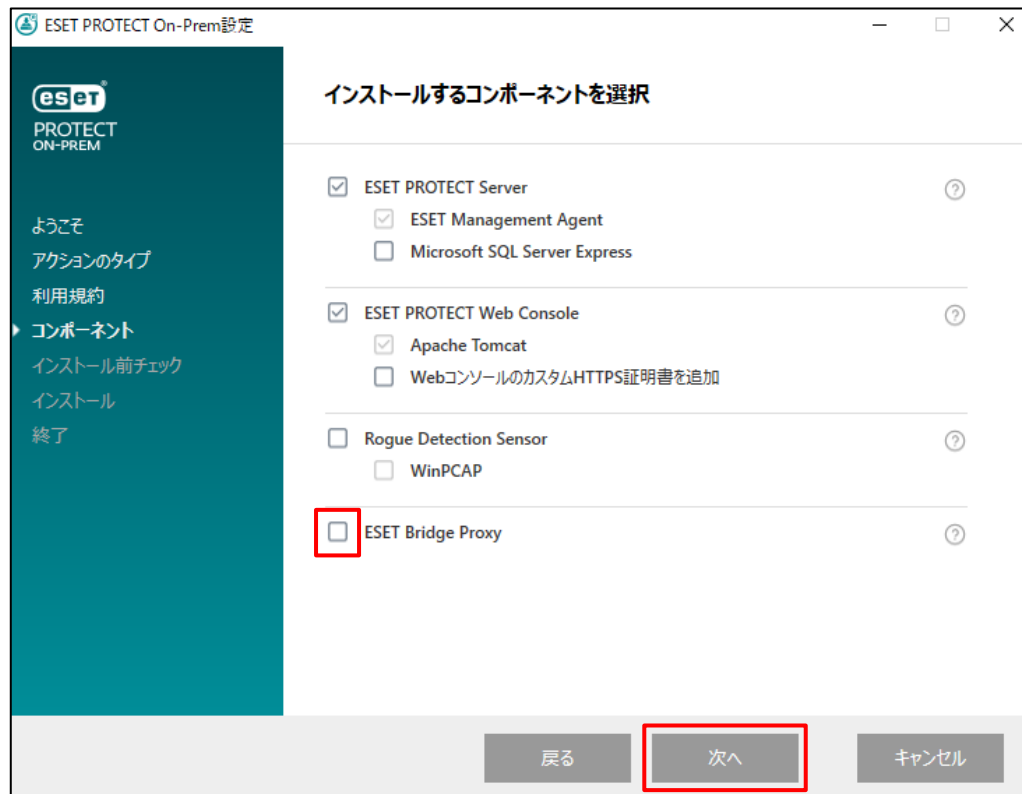 ESET PROTECT On-Prem設定
eseT
PROTECT
ON-PREM
ようこそ
アクションのタイプ
利用規約
コンポーネント
インストール前チェック
インストール
終了
インストールするコンポーネントを選択
ESET PROTECT Server
ESET Management Agent
Microsoft SQL Server Express
ESET PROTECT Web Console
Apache Tomcat
WebコンソールのカスタムHTTPS証明書を追加
Rogue Detection Sensor
WinPCAP
ESET Bridge Proxy
戻る
次へ
キャンセル